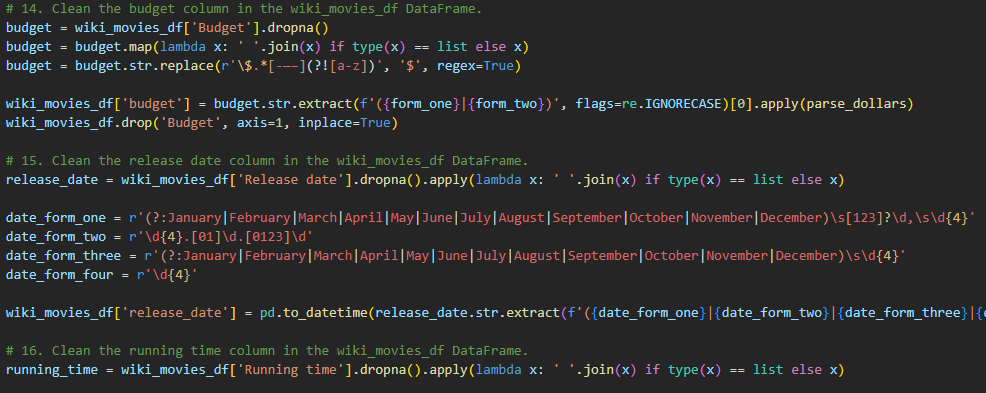 # 14. Clean the budget column in the wiki_movies_df DataFrame.
budget = wiki_movies_df['Budget'].dropna()
budget = budget.map(lambda x: ' '.join(x) if type(x) == list else x)
budget = budget.str.replace(r'\$.*[-—–](?![a-z])', '$', regex=True)
wiki_movies_df['budget'] = budget.str.extract(f'({form_one}|{form_two})', flags=re.IGNORECASE)[0].apply(parse_dollars)
wiki_movies_df.drop('Budget', axis=1, inplace=True)
# 15. Clean the release date column in the wiki_movies_df DataFrame.
release_date = wiki_movies_df['Release date'].dropna().apply(lambda x: ' '.join(x) if type(x) == list else x)
date_form_one = r'(?:January|February|March|April|May|June|July|August|September|October|November|December)\s[123]?\d,\s\d{4}'
date_form_two = r'\d{4}.[01]\d.[0123]\d'
date_form_three = r'(?:January|February|March|April|May|June|July|August|September|October|November|December)\s\d{4}'
date_form_four = r'\d{4}'
wiki_movies_df['release_date'] = pd.to_datetime(release_date.str.extract(f'({date_form_one}|{date_form_two}|{date_form_three}|{
# 16. Clean the running time column in the wiki_movies_df DataFrame.
running_time = wiki_movies_df['Running time'].dropna().apply(lambda x: ' '.join(x) if type(x) == list else x)